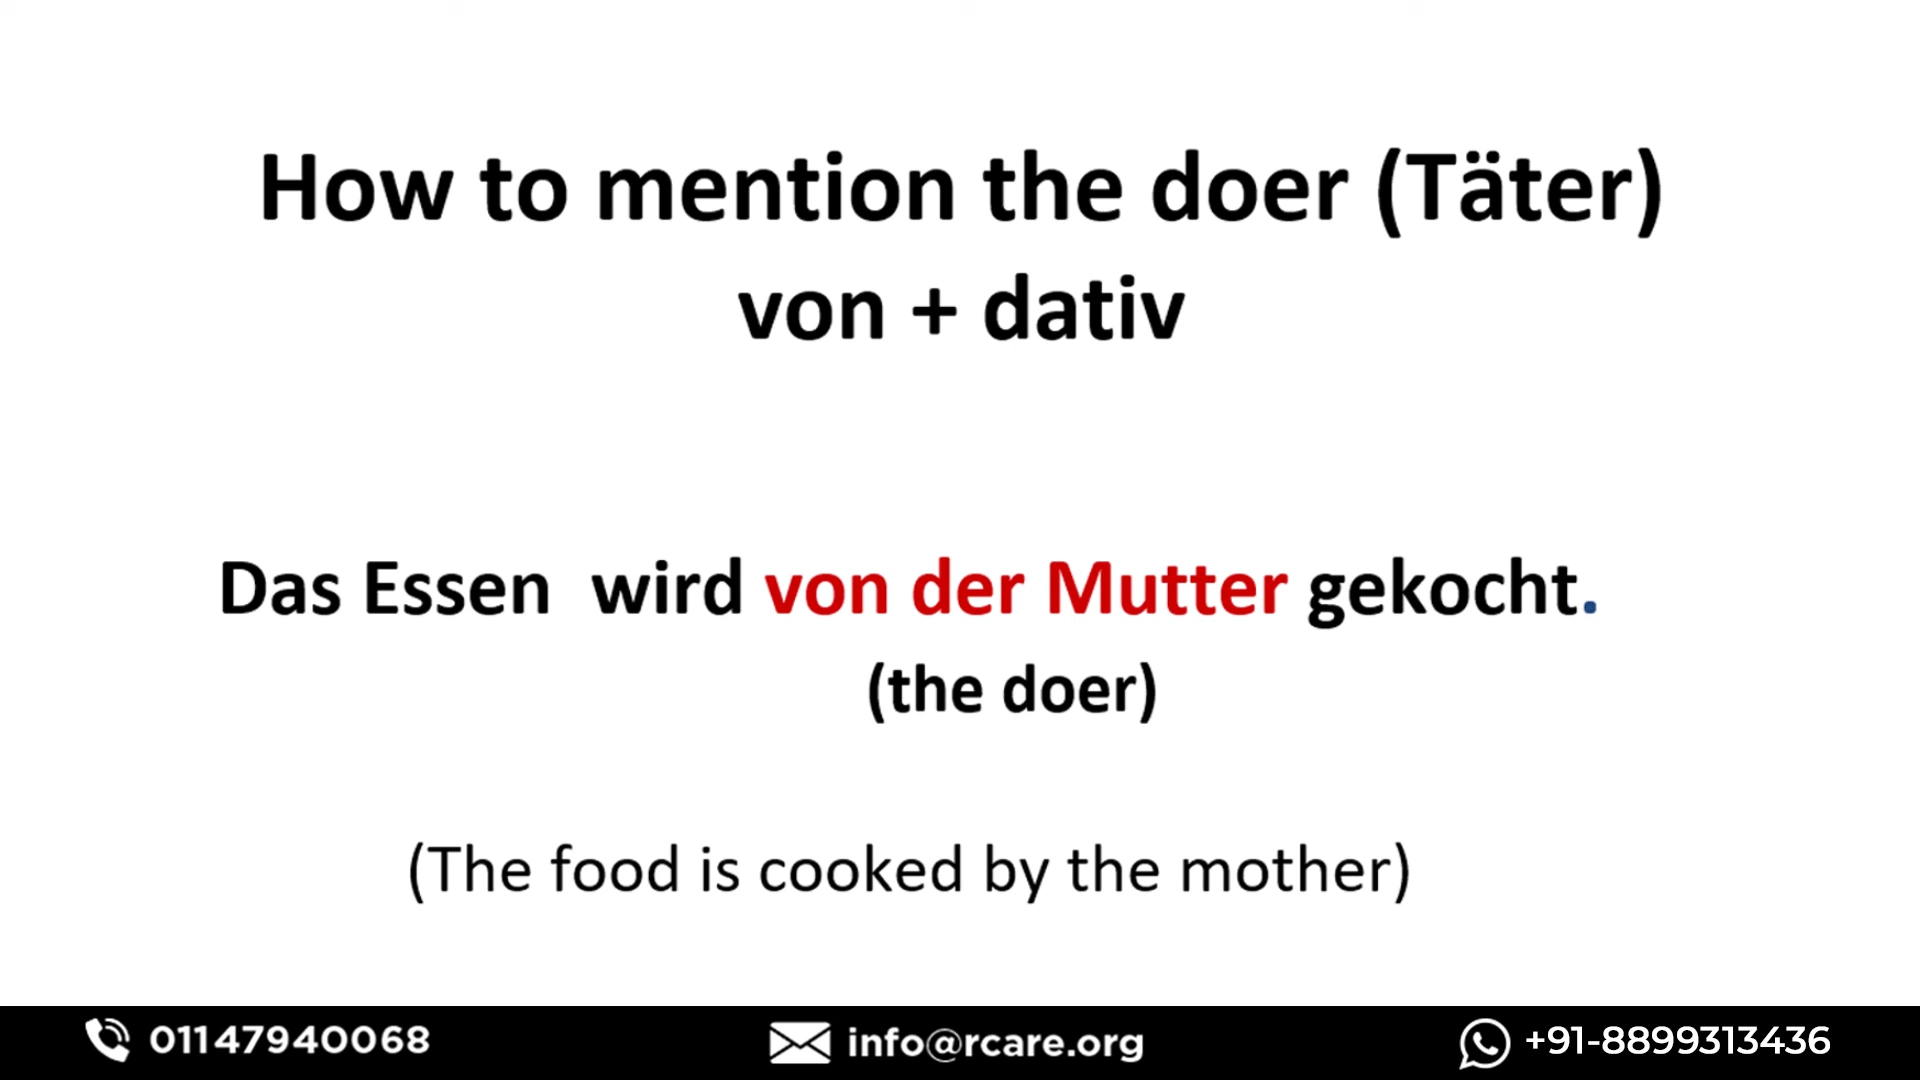 How to mention the doer (Täter)
von + dativ
Das Essen wird von der Mutter gekocht.
(the doer)
(The food is cooked by the mother)
01147940068 info@rcare.org +91-8899313436